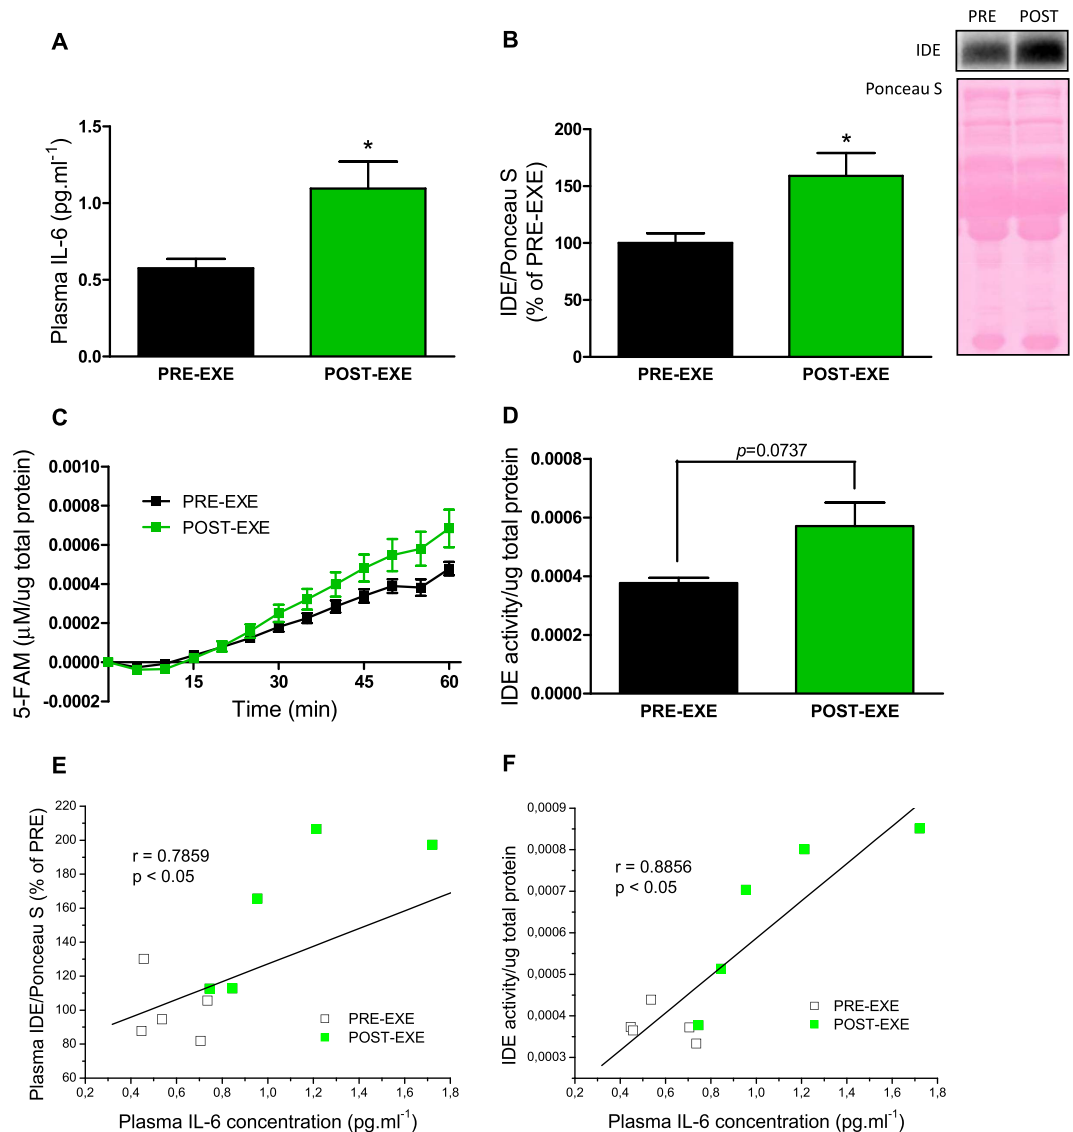 A
Plasma IL-6 (pg.ml⁻¹)
1.5
1.0
0.5
0.0
*
PRE-EXE
POST-EXE
B
PRE POST
IDE
Ponceau S
IDE/Ponceau S
(% of PRE-EXE)
200
150
100
50
0
*
PRE-EXE
POST-EXE
C
5-FAM (µM/ug total protein)
0.0010
0.0008
0.0006
0.0004
0.0002
0.0000
-0.0002
PRE-EXE
POST-EXE
15 30 45 60
Time (min)
D
IDE activity/ug total protein
0.0008
0.0006
0.0004
0.0002
0.0000
p=0.0737
PRE-EXE
POST-EXE
E
Plasma IDE/Ponceau S (% of PRE)
220
200
180
160
140
120
100
80
60
r = 0.7859
p < 0.05
PRE-EXE
POST-EXE
0,2 0,4 0,6 0,8 1,0 1,2 1,4 1,6 1,8
Plasma IL-6 concentration (pg.ml⁻¹)
F
IDE activity/ug total protein
0,0009
0,0008
0,0007
0,0006
0,0005
0,0004
0,0003
r = 0.8856
p < 0.05
PRE-EXE
POST-EXE
0,2 0,4 0,6 0,8 1,0 1,2 1,4 1,6 1,8
Plasma IL-6 concentration (pg.ml⁻¹)